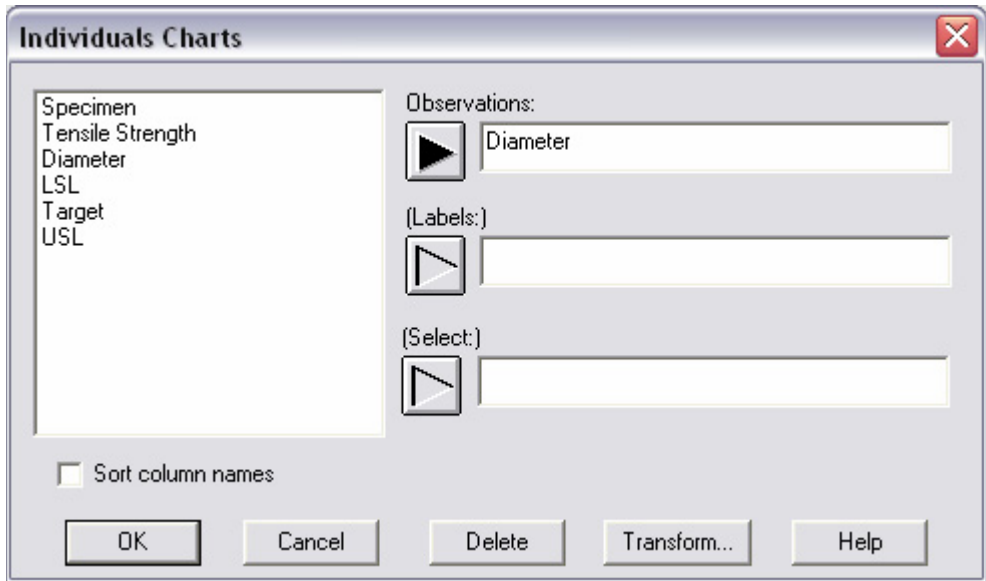 Individuals Charts
Specimen
Tensile Strength
Diameter
LSL
Target
USL
Observations:
Diameter
(Labels:)
(Select:)
Sort column names
OK
Cancel
Delete
Transform...
Help